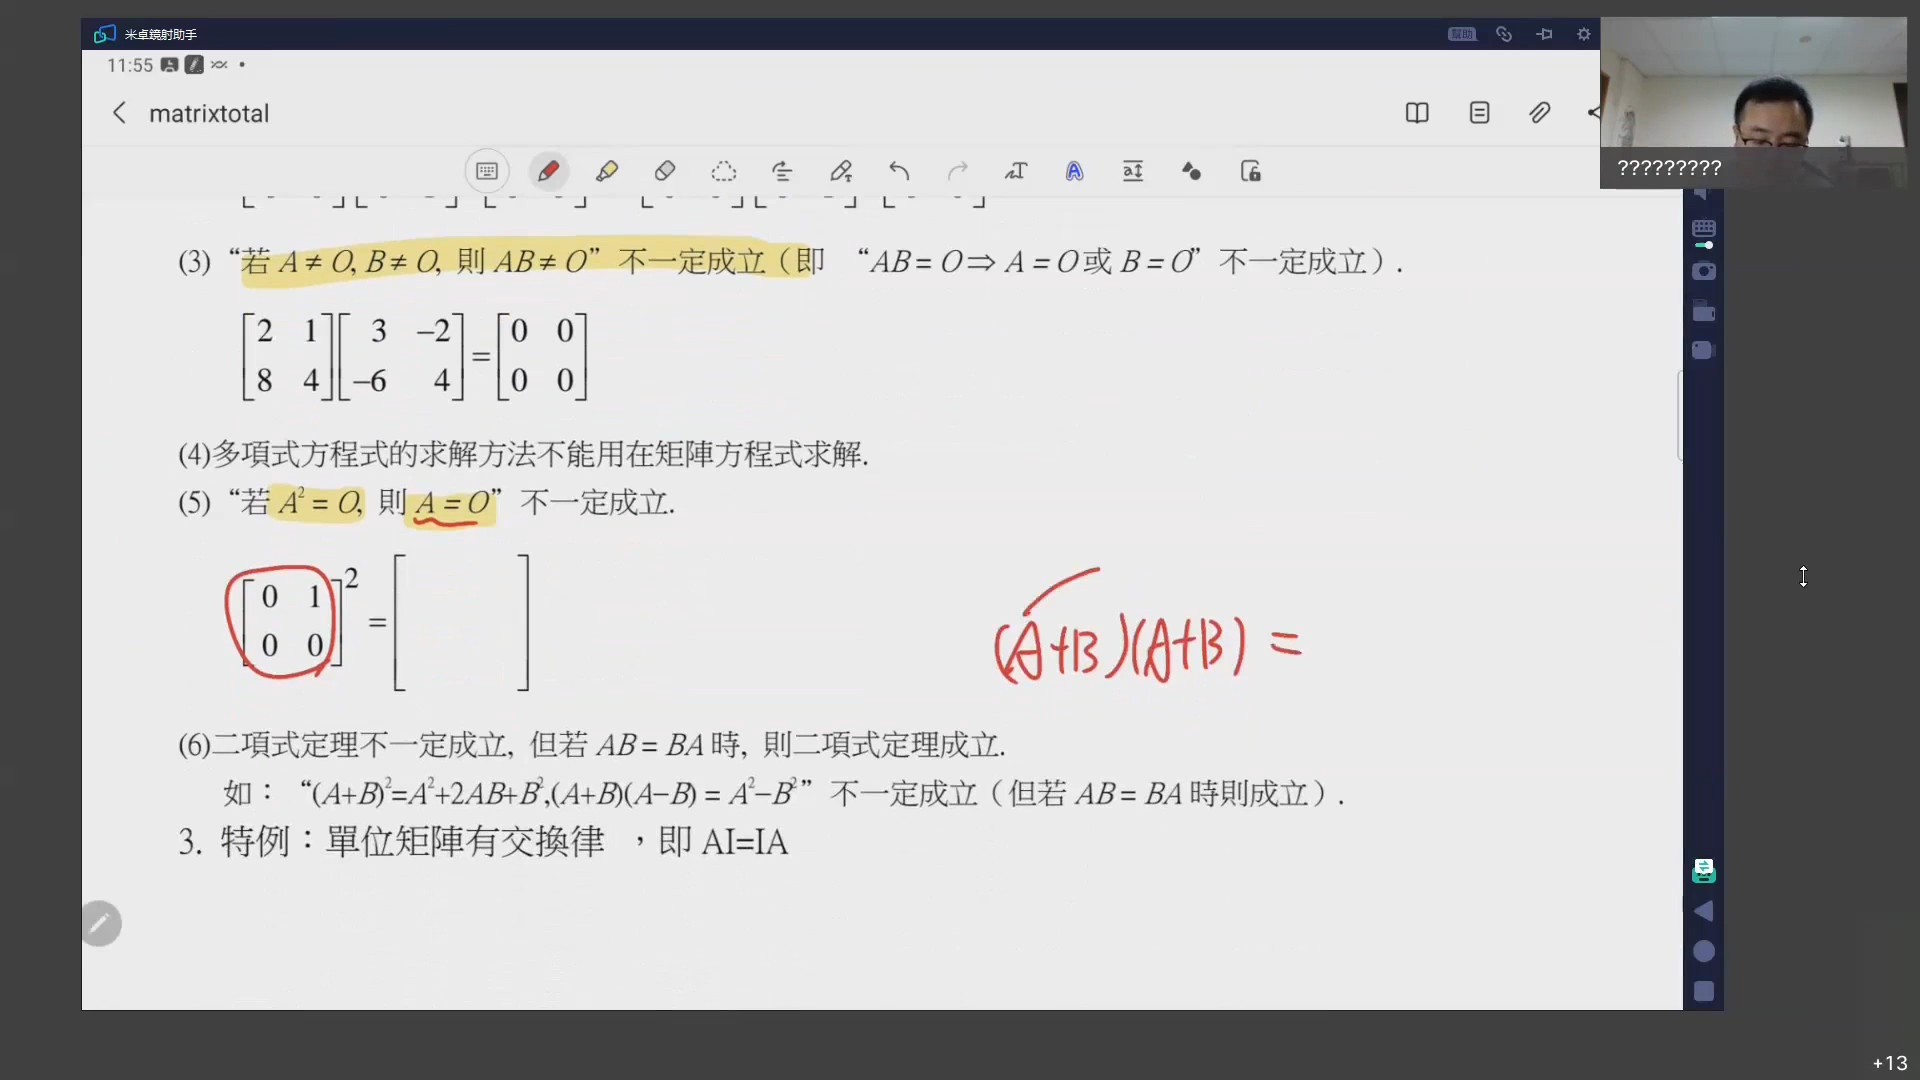 米卓鏡射助手
幫助
11:55
matrixtotal
?????????
(3) “若 A ≠ O, B ≠ O, 則 AB ≠ O” 不一定成立（即 “AB = O ⇒ A = O 或 B = O” 不一定成立）.
[2 1; 8 4][3 –2; –6 4] = [0 0; 0 0]
(4)多項式方程式的求解方法不能用在矩陣方程式求解.
(5) “若 A² = O, 則 A = O” 不一定成立.
[0 1; 0 0]² = [ ]
(A+B)(A+B) =
(6)二項式定理不一定成立, 但若 AB = BA 時, 則二項式定理成立.
如： “(A+B)²=A²+2AB+B²,(A+B)(A–B) = A²–B²” 不一定成立（但若 AB = BA 時則成立）.
3. 特例：單位矩陣有交換律 ，即 AI=IA
+13